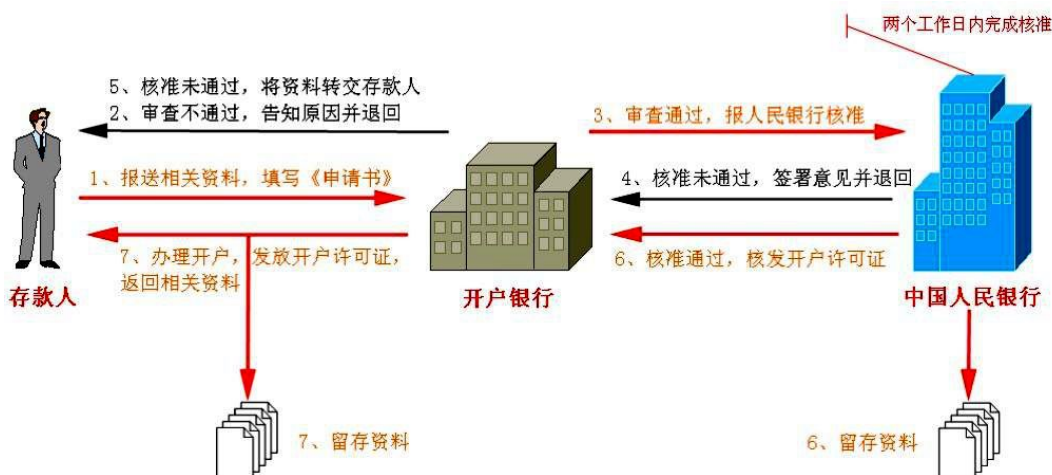 两个工作日内完成核准
5、核准未通过，将资料转交存款人
2、审查不通过，告知原因并退回
3、审查通过，报人民银行核准
1、报送相关资料，填写《申请书》
4、核准未通过，签署意见并退回
7、办理开户，发放开户许可证，
返回相关资料
6、核准通过，核发开户许可证
存款人
开户银行
中国人民银行
7、留存资料
6、留存资料